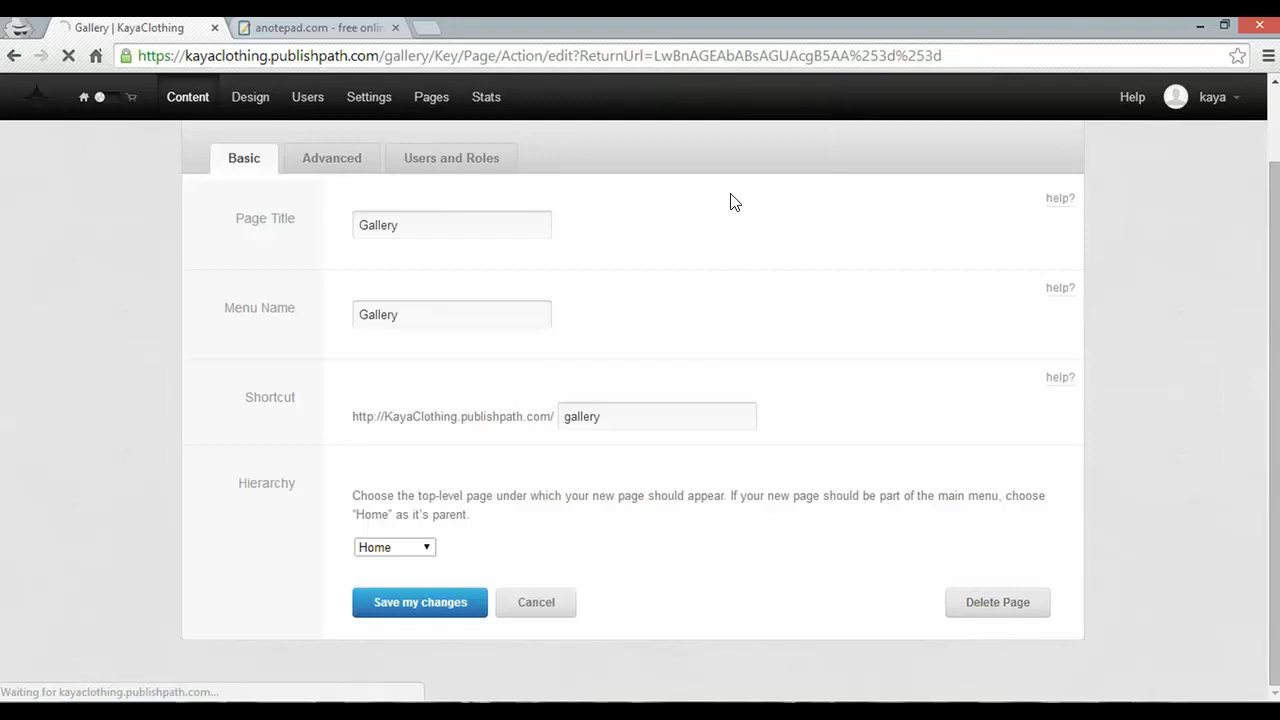 Gallery | KayaClothing
anotepad.com - free onlin
https://kayaclothing.publishpath.com/gallery/Key/Page/Action/edit?ReturnUrl=LwBnAGEAbABsAGUAcgB5AA%253d%253d
Content Design Users Settings Pages Stats Help kaya
Basic Advanced Users and Roles
help?
Page Title Gallery
help?
Menu Name Gallery
help?
Shortcut
http://KayaClothing.publishpath.com/ gallery
Hierarchy
Choose the top-level page under which your new page should appear. If your new page should be part of the main menu, choose
“Home” as it’s parent.
Home
Save my changes Cancel Delete Page
Waiting for kayaclothing.publishpath.com...